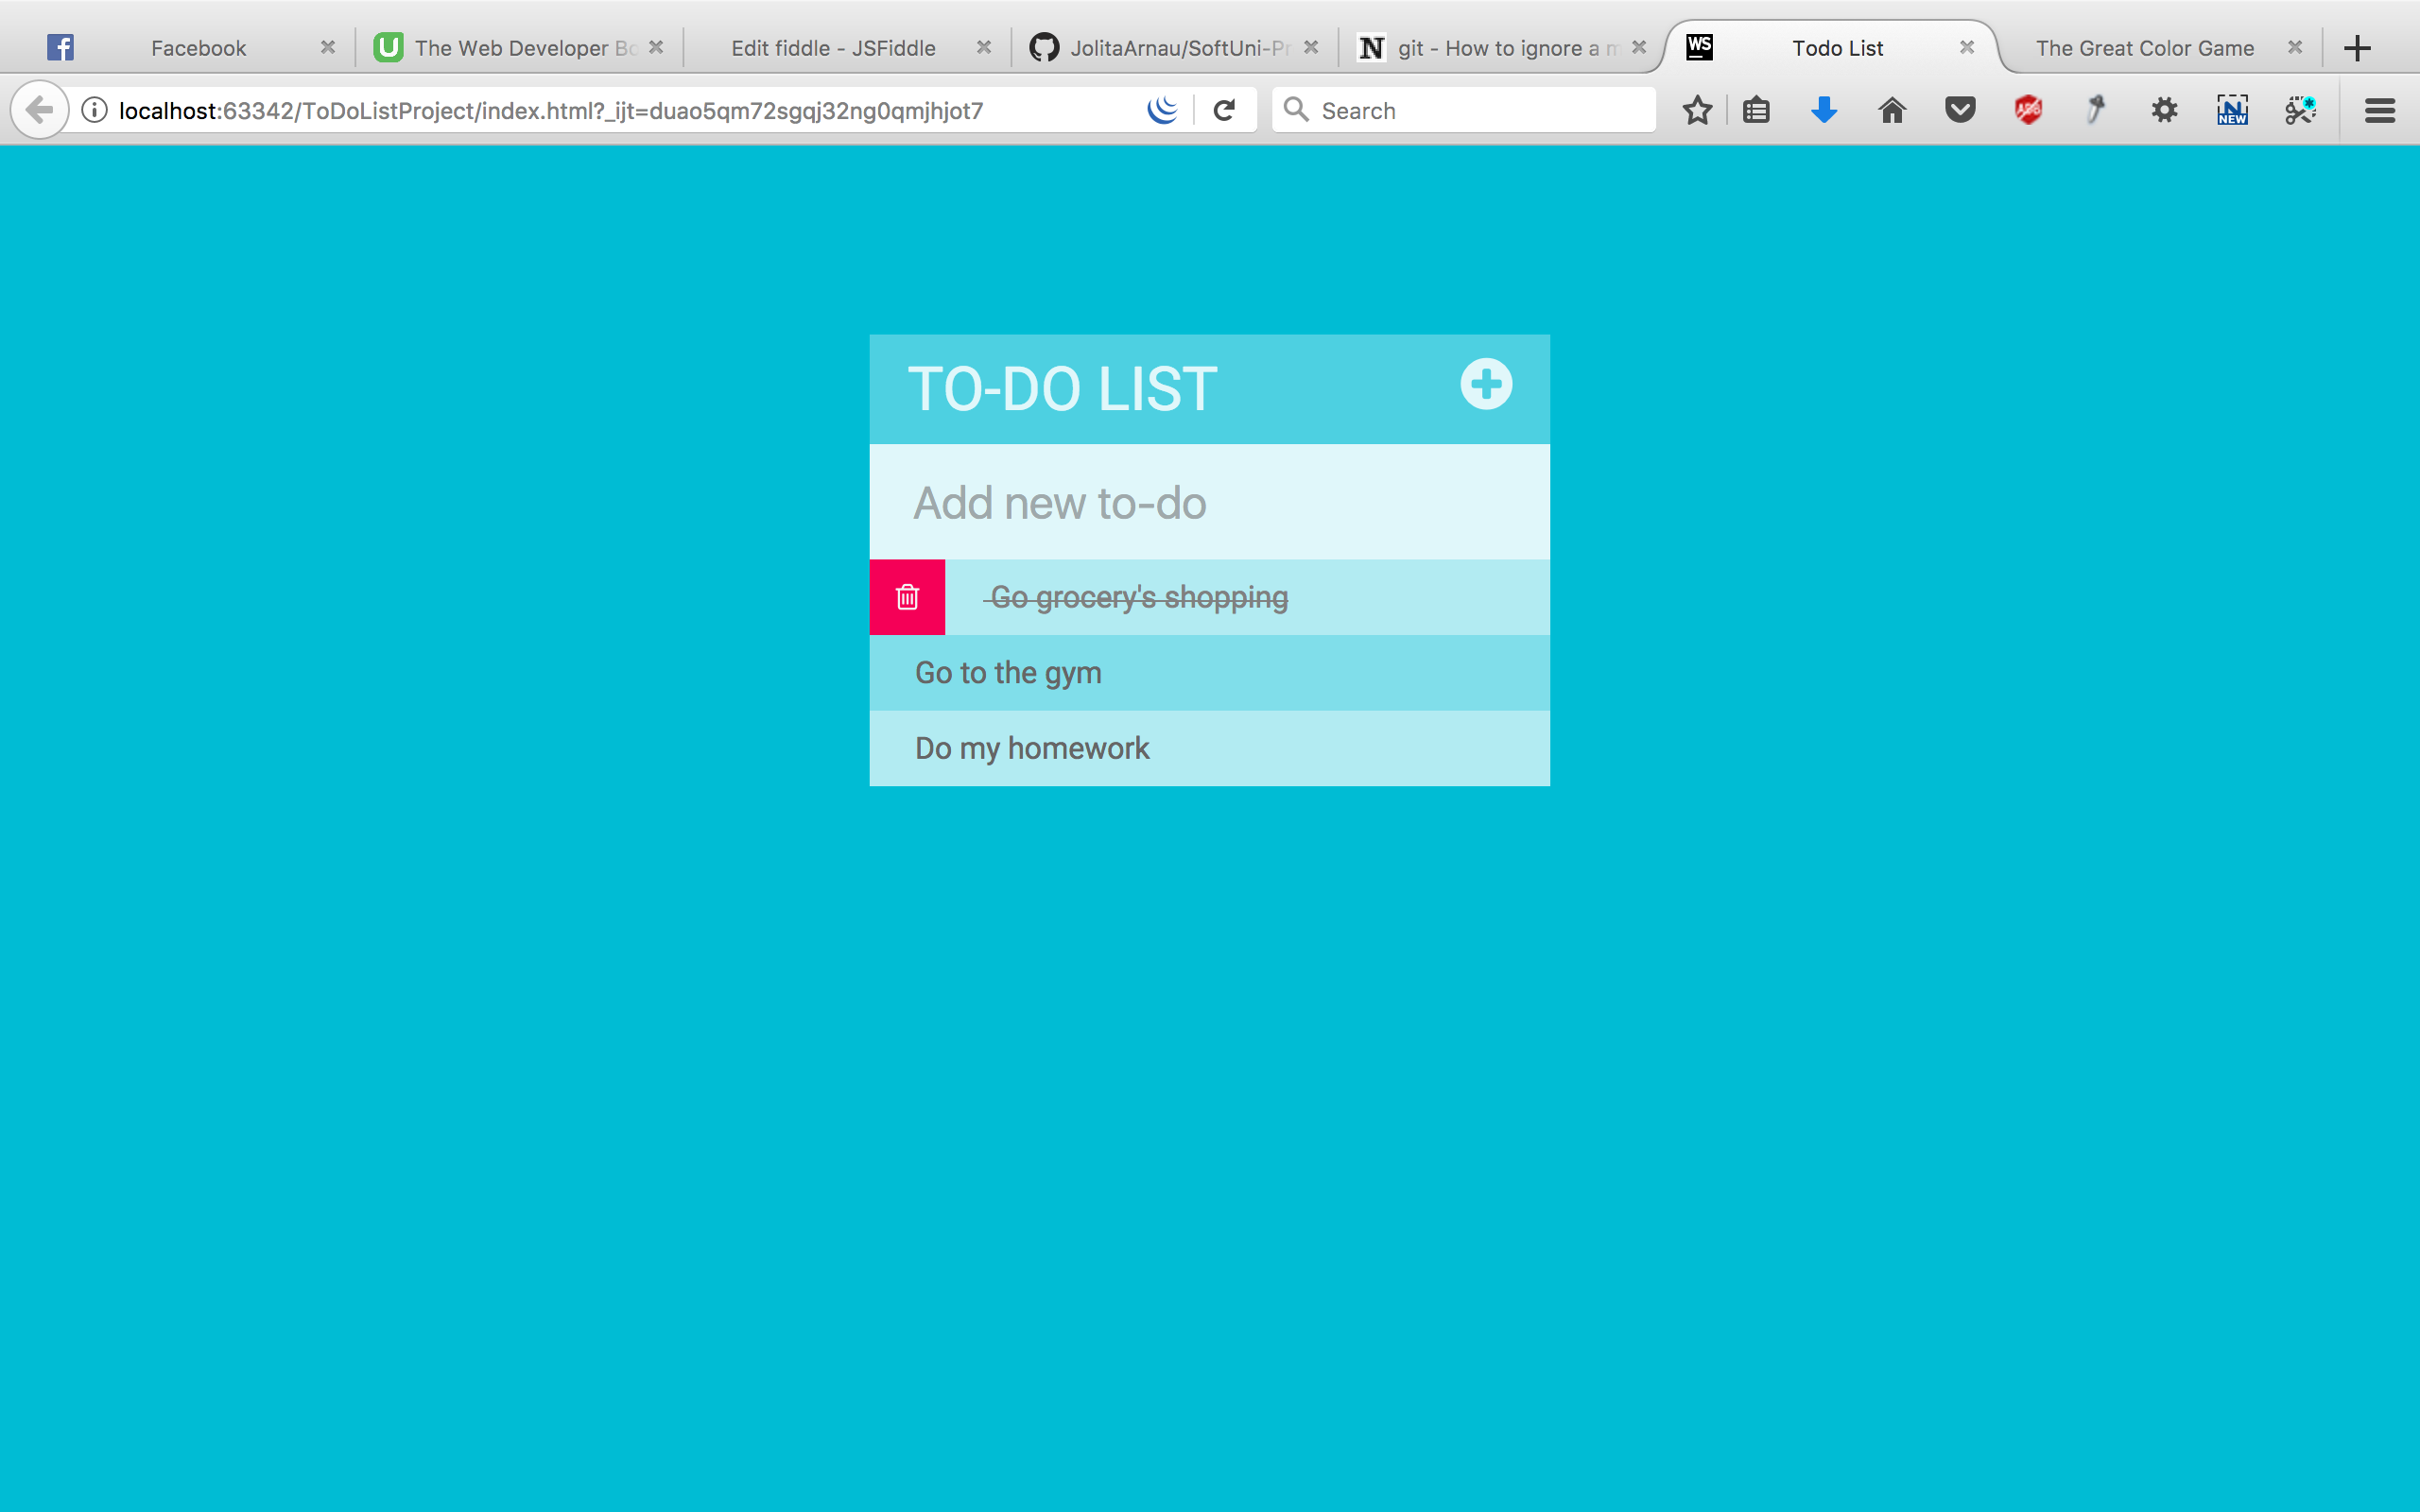 Facebook
The Web Developer Bo
Edit fiddle - JSFiddle
JolitaArnau/SoftUni-Pr
N git - How to ignore a m
WS Todo List
The Great Color Game
localhost:63342/ToDoListProject/index.html?_ijt=duao5qm72sgqj32ng0qmjhjot7
Search
ABP
N NEW
TO-DO LIST
Add new to-do
Go grocery's shopping
Go to the gym
Do my homework